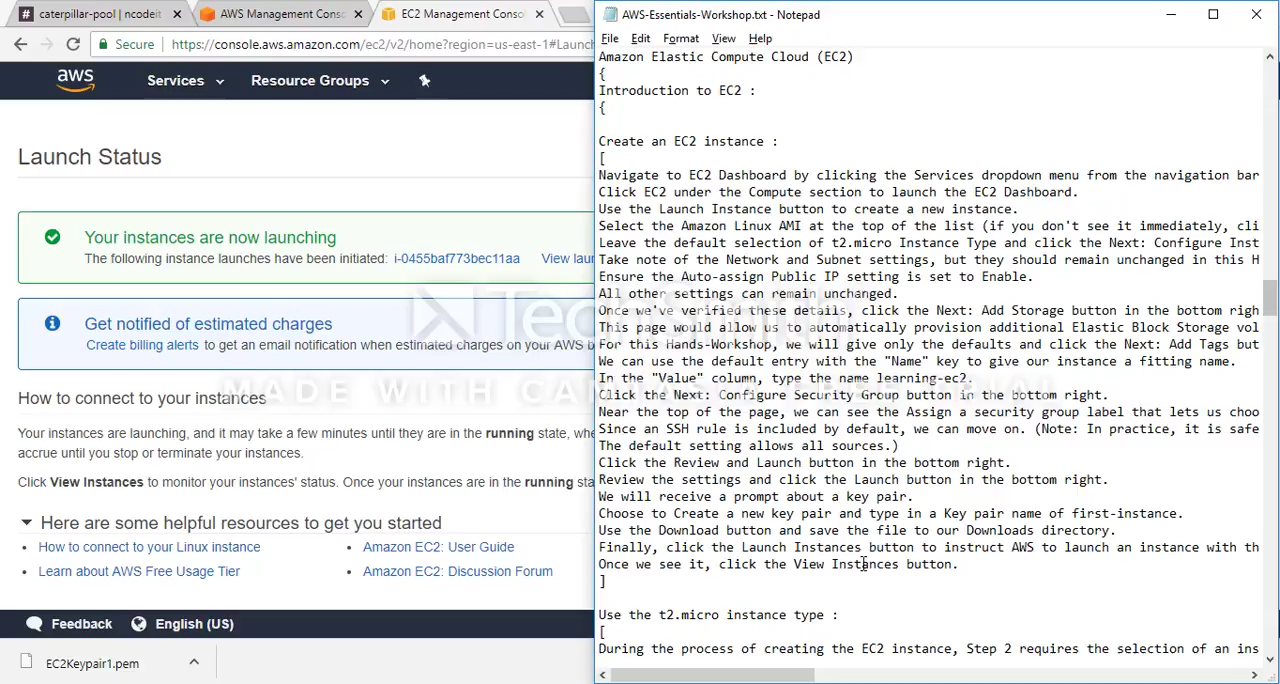 caterpillar-pool | ncodeit
AWS Management Consc
EC2 Management Conso
Secure
https://console.aws.amazon.com/ec2/v2/home?region=us-east-1#Launc
aws
Services
Resource Groups
Launch Status
Your instances are now launching
The following instance launches have been initiated: i-0455baf773bec11aa View lau
Get notified of estimated charges
Create billing alerts to get an email notification when estimated charges on your AWS b
How to connect to your instances
Your instances are launching, and it may take a few minutes until they are in the running state, whe
accrue until you stop or terminate your instances.
Click View Instances to monitor your instances' status. Once your instances are in the running sta
Here are some helpful resources to get you started
• How to connect to your Linux instance
• Amazon EC2: User Guide
• Learn about AWS Free Usage Tier
• Amazon EC2: Discussion Forum
Feedback
English (US)
EC2Keypair1.pem
AWS-Essentials-Workshop.txt - Notepad
File Edit Format View Help
Amazon Elastic Compute Cloud (EC2)
{
Introduction to EC2 :
{
Create an EC2 instance :
[
Navigate to EC2 Dashboard by clicking the Services dropdown menu from the navigation bar
Click EC2 under the Compute section to launch the EC2 Dashboard.
Use the Launch Instance button to create a new instance.
Select the Amazon Linux AMI at the top of the list (if you don't see it immediately, cli
Leave the default selection of t2.micro Instance Type and click the Next: Configure Inst
Take note of the Network and Subnet settings, but they should remain unchanged in this H
Ensure the Auto-assign Public IP setting is set to Enable.
All other settings can remain unchanged.
Once we've verified these details, click the Next: Add Storage button in the bottom righ
This page would allow us to automatically provision additional Elastic Block Storage vol
For this Hands-Workshop, we will give only the defaults and click the Next: Add Tags but
We can use the default entry with the "Name" key to give our instance a fitting name.
In the "Value" column, type the name learning-ec2.
Click the Next: Configure Security Group button in the bottom right.
Near the top of the page, we can see the Assign a security group label that lets us choo
Since an SSH rule is included by default, we can move on. (Note: In practice, it is safe
The default setting allows all sources.)
Click the Review and Launch button in the bottom right.
Review the settings and click the Launch button in the bottom right.
We will receive a prompt about a key pair.
Choose to Create a new key pair and type in a Key pair name of first-instance.
Use the Download button and save the file to our Downloads directory.
Finally, click the Launch Instances button to instruct AWS to launch an instance with th
Once we see it, click the View Instances button.
]
Use the t2.micro instance type :
[
During the process of creating the EC2 instance, Step 2 requires the selection of an ins
TechSmith
MADE WITH CAMTASIA FREE TRIAL